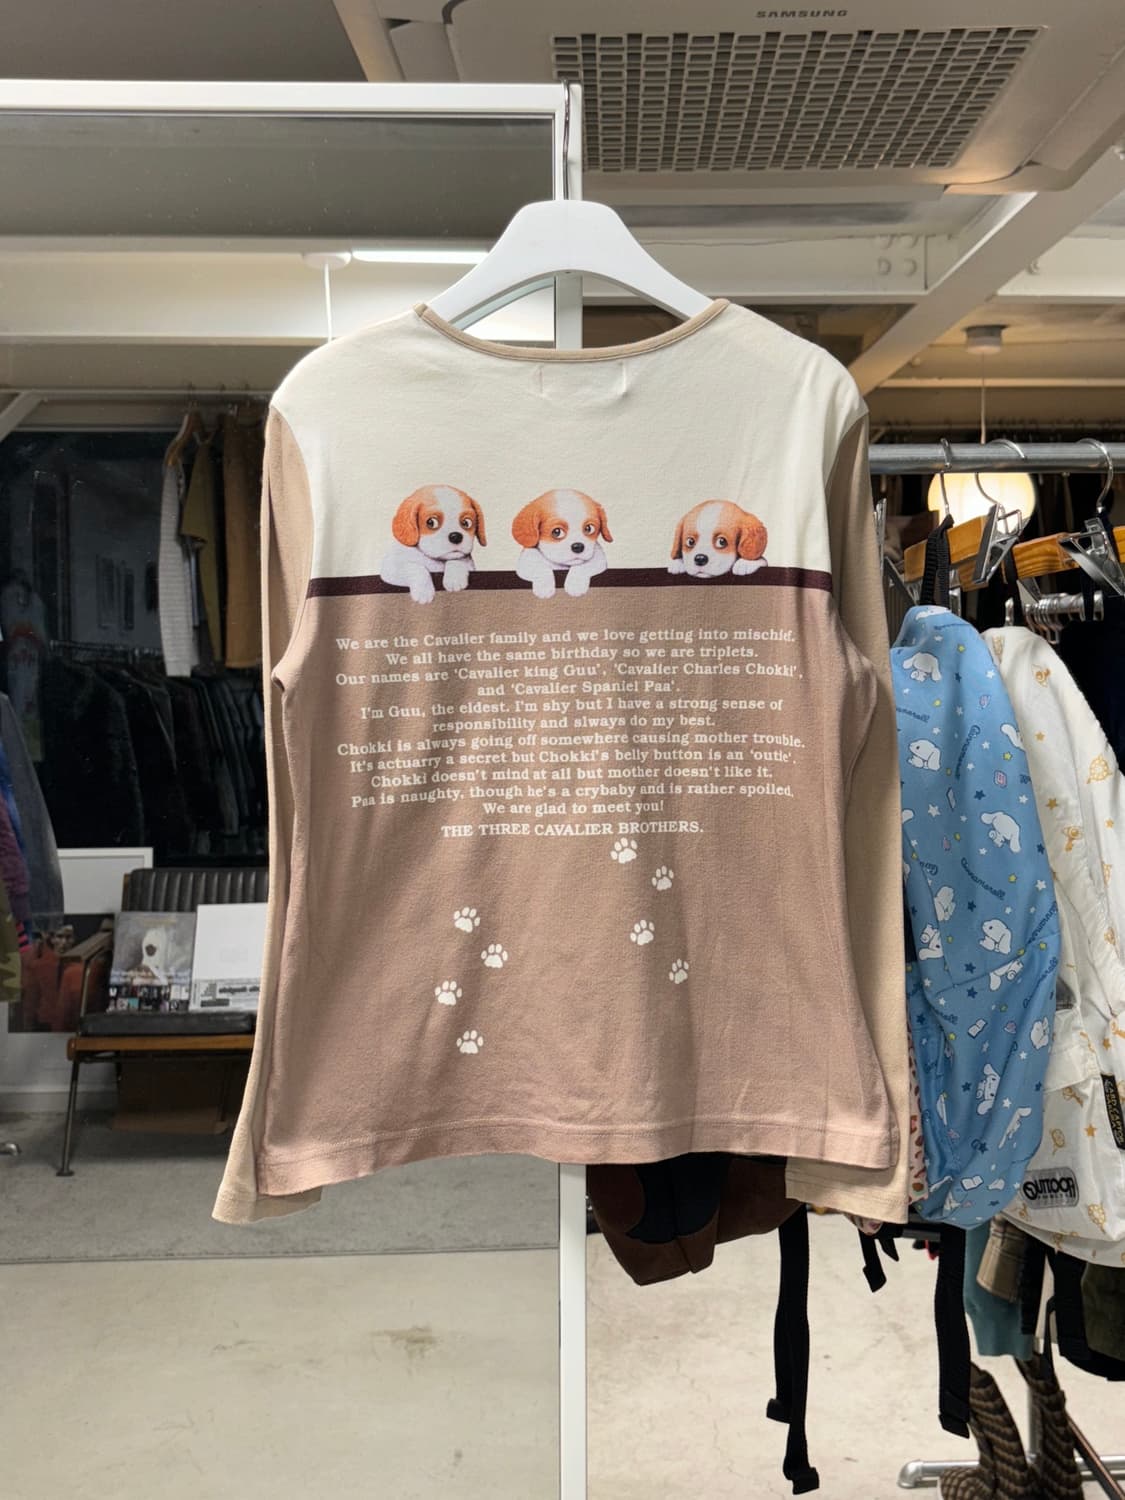 SAMSUNG
We are the Cavalier family and we love getting into mischief.
We all have the same birthday so we are triplets.
Our names are 'Cavalier king Guu', 'Cavalier Charles Chokki',
and 'Cavalier Spaniel Paa'.
I'm Guu, the eldest. I'm shy but I have a strong sense of
responsibility and slways do my best.
Chokki is always going off somewhere causing mother trouble.
It's actuarry a secret but Chokki's belly button is an 'outie'.
Chokki doesn't mind at all but mother doesn't like it.
Paa is naughty, though he's a crybaby and is rather spoiled.
We are glad to meet you!
THE THREE CAVALIER BROTHERS.
Cinnamoroll
Cinnamoroll
OUTDOOR